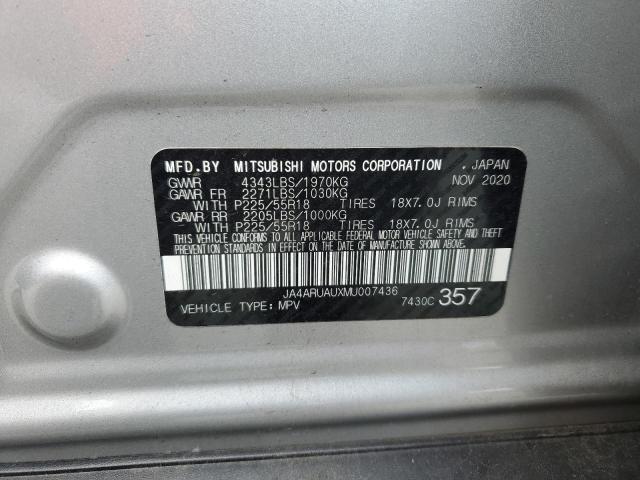 MFD.BY MITSUBISHI MOTORS CORPORATION . JAPAN
GVWR 4343LBS/1970KG NOV 2020
GAWR FR 2271LBS/1030KG
WITH P225/55R18 TIRES 18X7.0J RIMS
GAWR RR 2205LBS/1000KG
WITH P225/55R18 TIRES 18X7.0J RIMS
THIS VEHICLE CONFORMS TO ALL APPLICABLE FEDERAL MOTOR VEHICLE SAFETY AND THEFT
PREVENTION STANDARDS IN EFFECT ON THE DATE OF MANUFACTURE SHOWN ABOVE.
JA4ARUAUXMU007436
VEHICLE TYPE: MPV 7430C 357